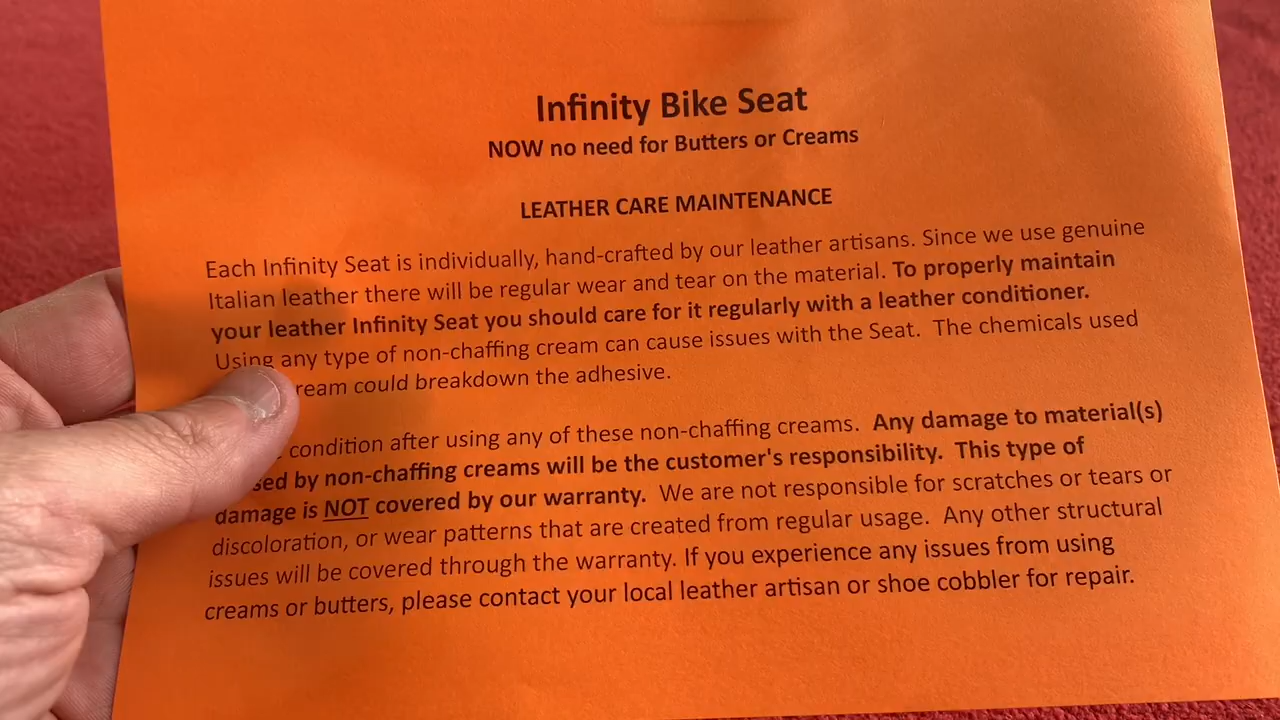 Infinity Bike Seat
NOW no need for Butters or Creams
LEATHER CARE MAINTENANCE
Each Infinity Seat is individually, hand-crafted by our leather artisans. Since we use genuine
Italian leather there will be regular wear and tear on the material. To properly maintain
your leather Infinity Seat you should care for it regularly with a leather conditioner.
Using any type of non-chaffing cream can cause issues with the Seat. The chemicals used
could breakdown the adhesive.
condition after using any of these non-chaffing creams. Any damage to material(s)
by non-chaffing creams will be the customer's responsibility. This type of
damage is NOT covered by our warranty. We are not responsible for scratches or tears or
discoloration, or wear patterns that are created from regular usage. Any other structural
issues will be covered through the warranty. If you experience any issues from using
creams or butters, please contact your local leather artisan or shoe cobbler for repair.